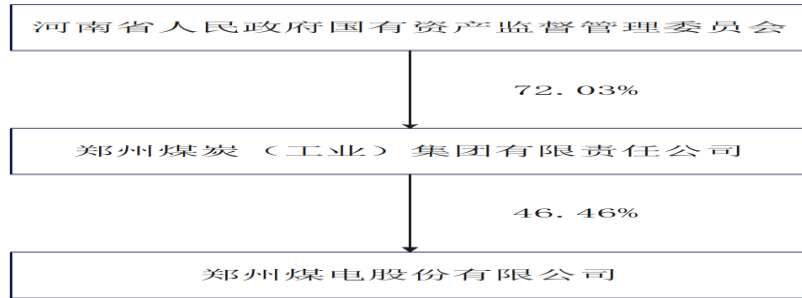 河南省人民政府国有资产监督管理委员会
72.03%
郑州煤炭（工业）集团有限责任公司
46.46%
郑州煤电股份有限公司